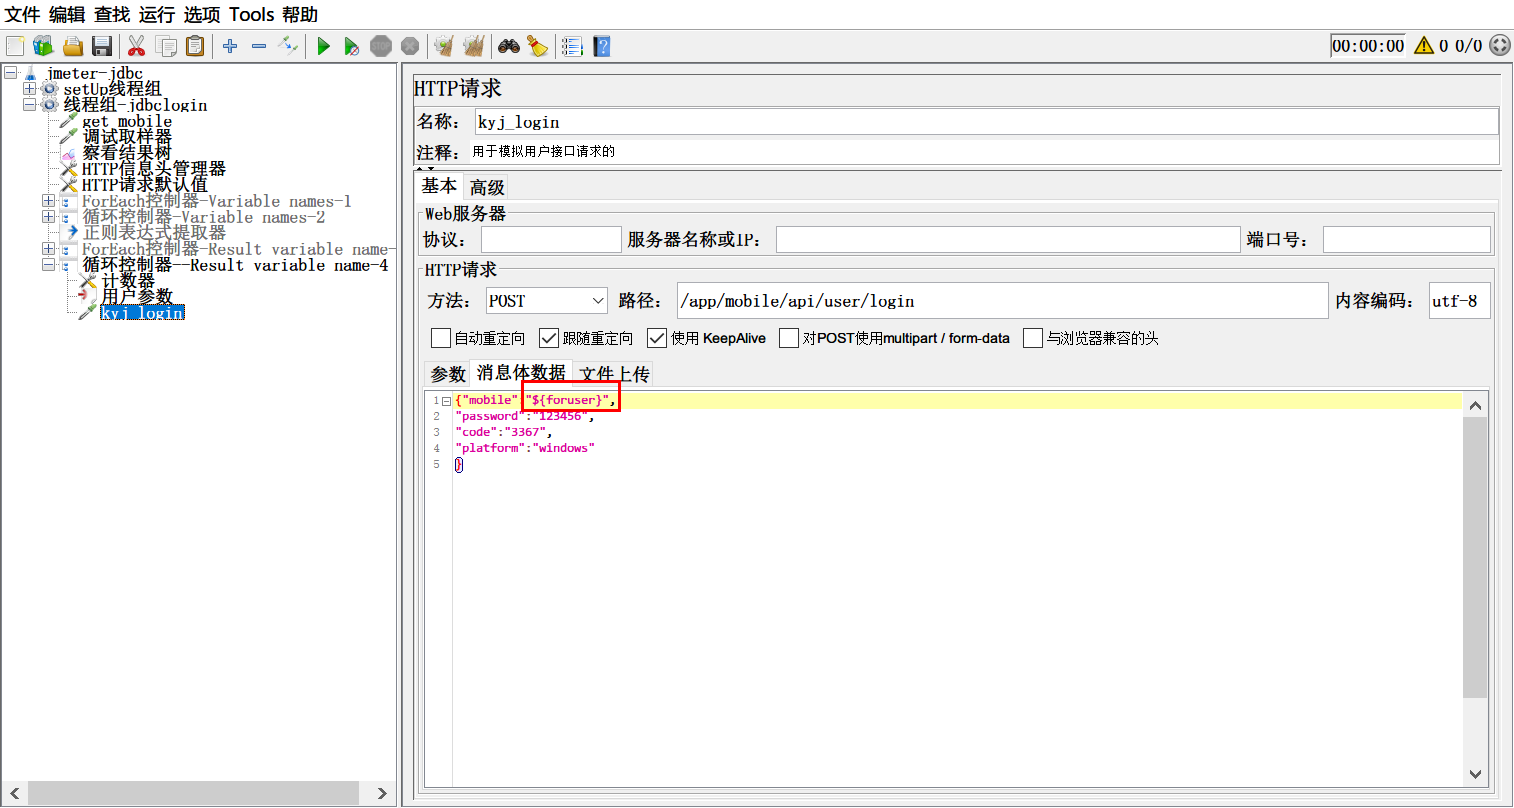 文件 编辑 查找 运行 选项 Tools 帮助
STOP
00:00:00 0 0/0
jmeter-jdbc
setUp线程组
线程组-jdbclogin
get mobile
调试取样器
察看结果树
HTTP信息头管理器
HTTP请求默认值
ForEach控制器-Variable names-1
循环控制器-Variable names-2
正则表达式提取器
ForEach控制器-Result variable name-
循环控制器--Result variable name-4
计数器
用户参数
kyj_login
HTTP请求
名称： kyj_login
注释： 用于模拟用户接口请求的
基本 高级
Web服务器
协议： 服务器名称或IP： 端口号：
HTTP请求
方法： POST 路径： /app/mobile/api/user/login 内容编码： utf-8
自动重定向 跟随重定向 使用 KeepAlive 对POST使用multipart / form-data 与浏览器兼容的头
参数 消息体数据 文件上传
1 {"mobile":"${foruser}",
2 "password":"123456",
3 "code":"3367",
4 "platform":"windows"
5 }